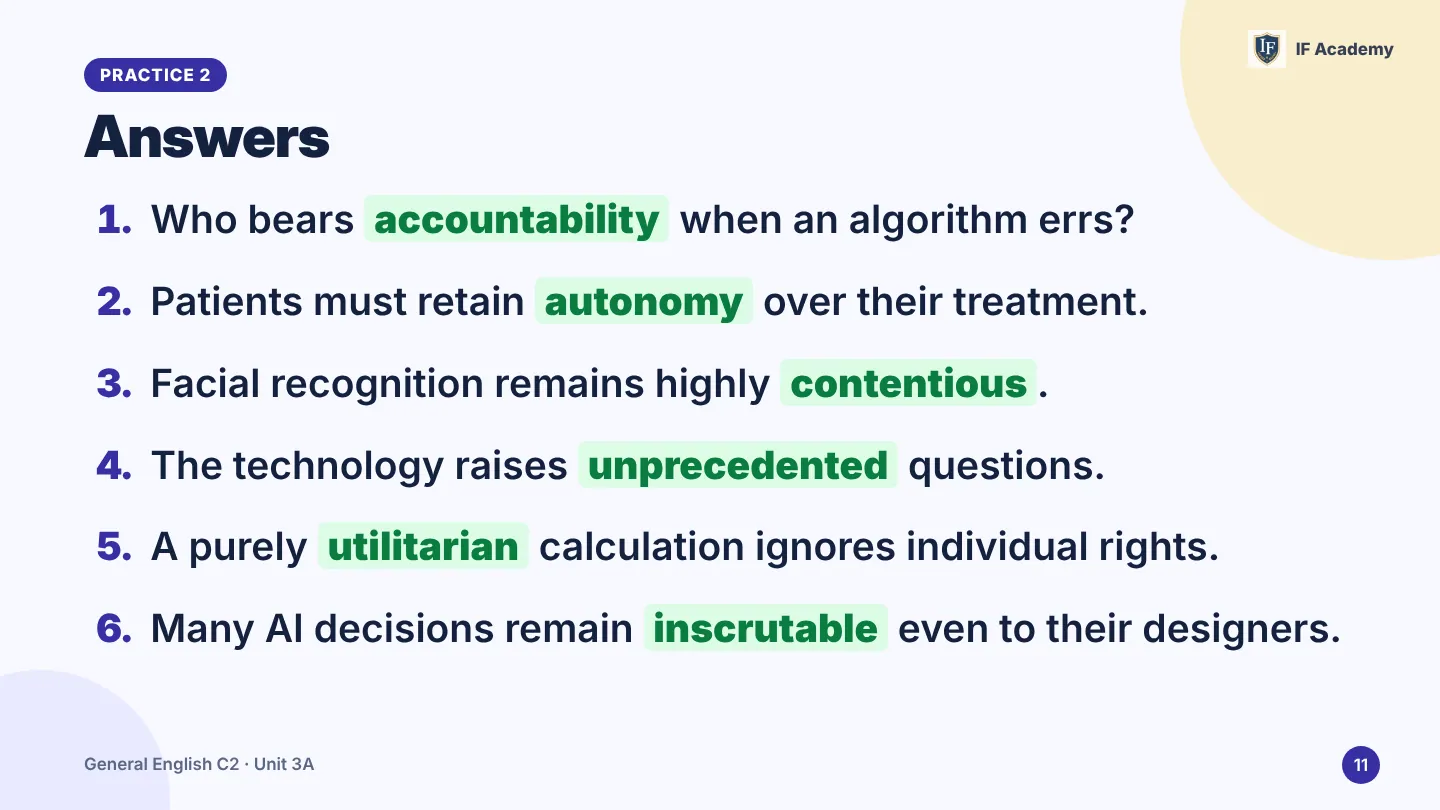 IF IF Academy
PRACTICE 2
Answers
1. Who bears accountability when an algorithm errs?
2. Patients must retain autonomy over their treatment.
3. Facial recognition remains highly contentious.
4. The technology raises unprecedented questions.
5. A purely utilitarian calculation ignores individual rights.
6. Many AI decisions remain inscrutable even to their designers.
General English C2 · Unit 3A
11